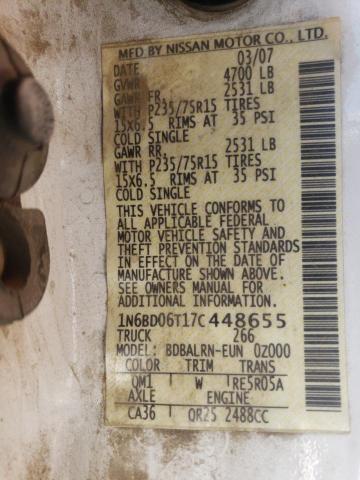 MFD BY NISSAN MOTOR CO., LTD.
DATE 03/07
GVWR 4700 LB
GAWR FR. 2531 LB
WITH P235/75R15 TIRES
15X6.5 RIMS AT 35 PSI
COLD SINGLE
GAWR RR. 2531 LB
WITH P235/75R15 TIRES
15X6.5 RIMS AT 35 PSI
COLD SINGLE
THIS VEHICLE CONFORMS TO
ALL APPLICABLE FEDERAL
MOTOR VEHICLE SAFETY AND
THEFT PREVENTION STANDARDS
IN EFFECT ON THE DATE OF
MANUFACTURE SHOWN ABOVE.
SEE OWNERS MANUAL FOR
ADDITIONAL INFORMATION.
1N6BD06T17C448655
TRUCK 266
MODEL: BDBALRN-EUN 0Z000
COLOR TRIM TRANS
QM1 W RE5R05A
AXLE ENGINE
CA36 QR25 2488CC